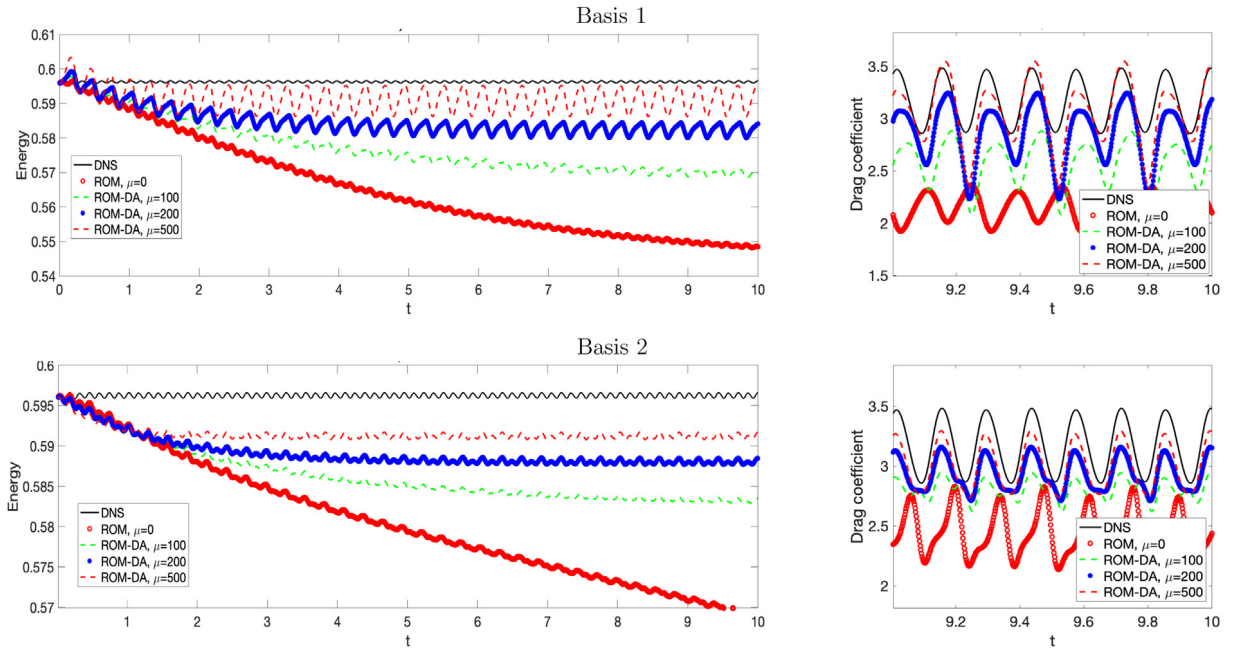 Basis 1
0.61
0.6
0.59
0.58
0.57
0.56
0.55
0.54
Energy
DNS
ROM, μ=0
ROM-DA, μ=100
ROM-DA, μ=200
ROM-DA, μ=500
0 1 2 3 4 5 6 7 8 9 10
t
3.5
3
2.5
2
1.5
Drag coefficient
DNS
ROM, μ=0
ROM-DA, μ=100
ROM-DA, μ=200
ROM-DA, μ=500
9.2 9.4 9.6 9.8 10
t
Basis 2
0.6
0.595
0.59
0.585
0.58
0.575
0.57
Energy
DNS
ROM, μ=0
ROM-DA, μ=100
ROM-DA, μ=200
ROM-DA, μ=500
1 2 3 4 5 6 7 8 9 10
t
3.5
3
2.5
2
Drag coefficient
DNS
ROM, μ=0
ROM-DA, μ=100
ROM-DA, μ=200
ROM-DA, μ=500
9.2 9.4 9.6 9.8 10
t